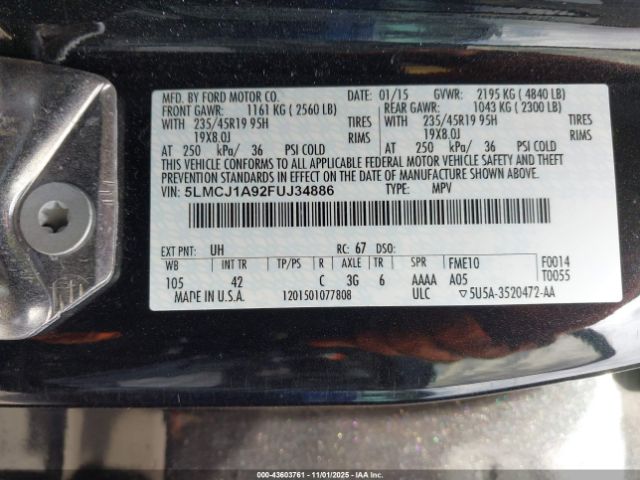 MFD. BY FORD MOTOR CO. DATE: 01/15 GVWR: 2195 KG ( 4840 LB)
FRONT GAWR: 1161 KG ( 2560 LB) REAR GAWR: 1043 KG ( 2300 LB)
WITH 235/45R19 95H TIRES WITH 235/45R19 95H TIRES
19X8.0J RIMS 19X8.0J RIMS
AT 250 kPa/ 36 PSI COLD AT 250 kPa/ 36 PSI COLD
THIS VEHICLE CONFORMS TO ALL APPLICABLE FEDERAL MOTOR VEHICLE SAFETY AND THEFT
PREVENTION STANDARDS IN EFFECT ON THE DATE OF MANUFACTURE SHOWN ABOVE.
VIN: 5LMCJ1A92FUJ34886 TYPE: MPV
EXT PNT: UH RC: 67 DSO:
WB INT TR TP/PS R AXLE TR SPR FME10 F0014
105 42 C 3G 6 AAAA A05 T0055
MADE IN U.S.A. 1201501077808 ULC ▽5U5A-3520472-AA
000-43603761 - 11/01/2025 - IAAI.com